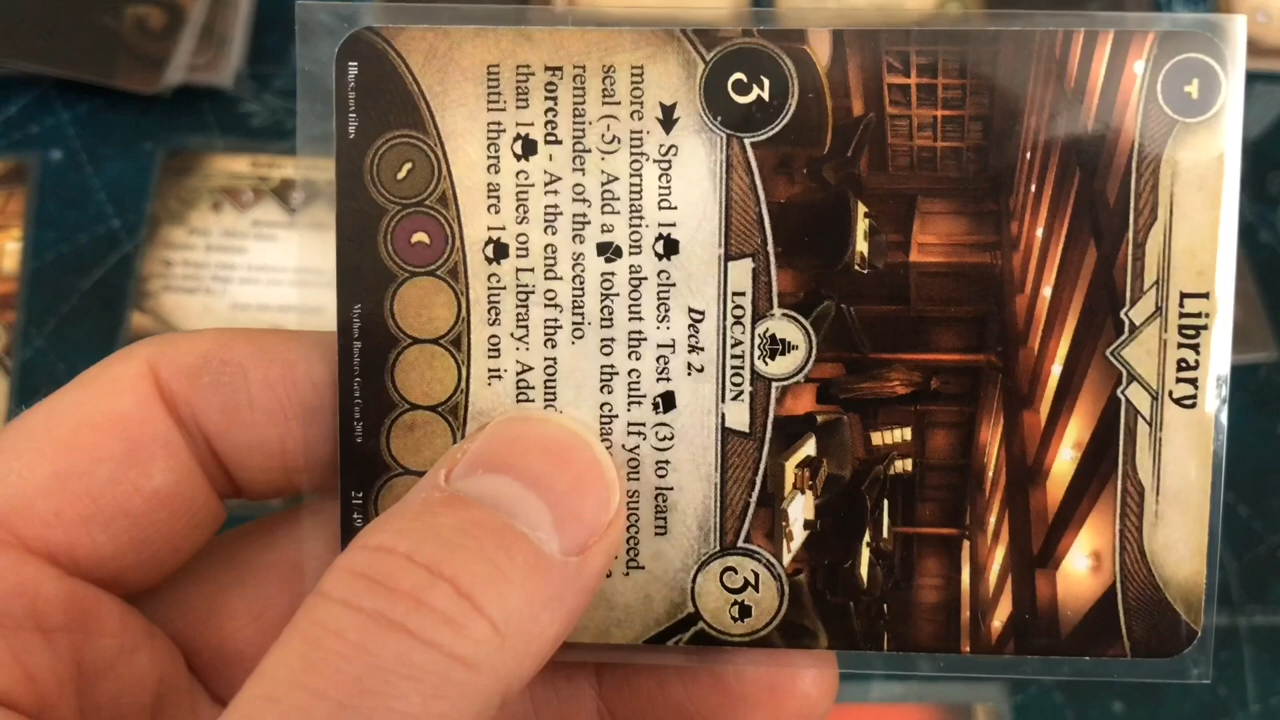 Library
T
3
LOCATION
3
Deck 2.
Spend 1 clues: Test (3) to learn
more information about the cult. If you succeed,
seal (-5). Add a token to the
remainder of the scenario.
Forced - At the end of the round
than 1 clues on Library: Add
until there are 1 clues on it.
Illus.novtilus
Mythos Busters Gen Con 2019
21/49